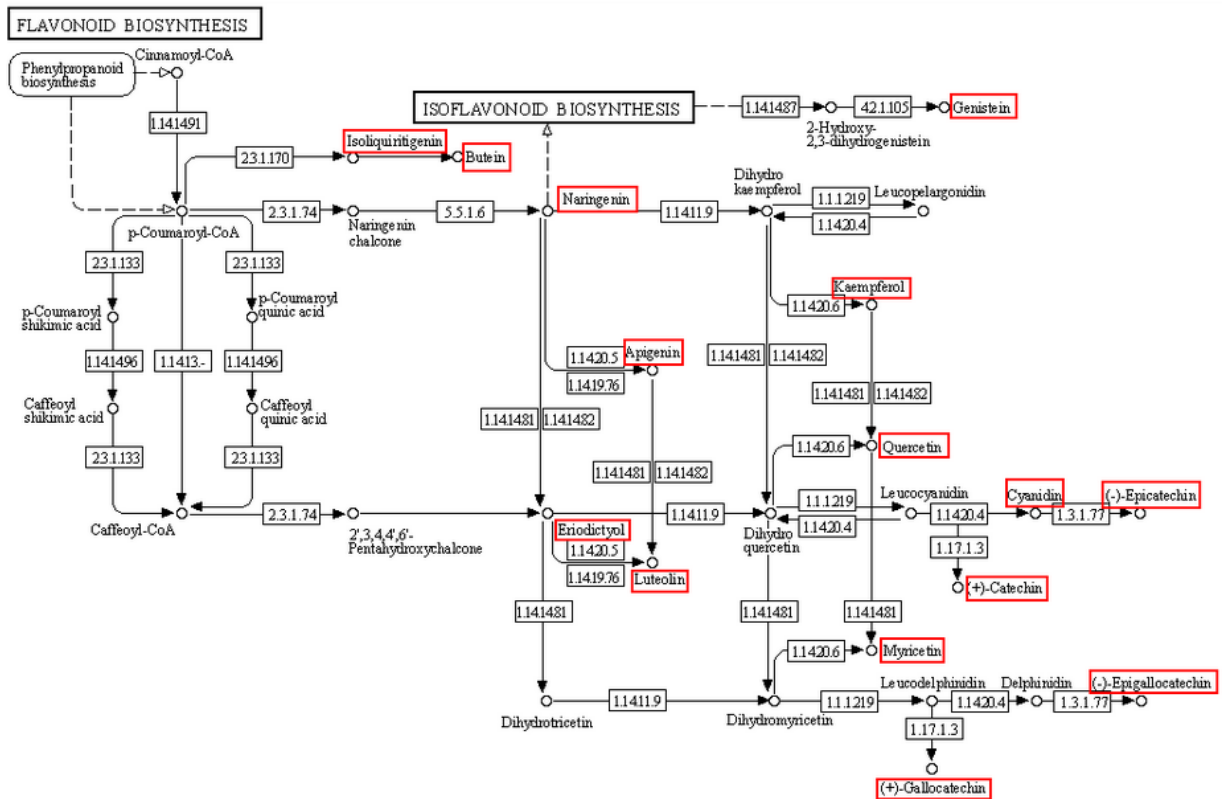 FLAVONOID BIOSYNTHESIS
Cinnamoyl-CoA
Phenylpropanoid
biosynthesis
ISOFLAVONOID BIOSYNTHESIS
1.14.14.87
4.2.1.105
Genistein
2-Hydroxy-
2,3-dihydrogenistein
1.14.14.91
Isoliquiritigenin
2.3.1.170
Butein
Dihydro
kaempferol
Naringenin
1.1.1.219
Leucopelargonidin
2.3.1.74
5.5.1.6
1.14.11.9
1.14.20.4
p-Coumaroyl-CoA
Naringenin
chalcone
2.3.1.133
2.3.1.133
Kaempferol
1.14.20.6
p-Coumaroyl
shikimic acid
p-Coumaroyl
quinic acid
1.14.14.96
1.14.13.-
1.14.14.96
1.14.20.5
Apigenin
1.14.19.76
1.14.14.81
1.14.14.82
1.14.14.81
1.14.14.82
Caffeoyl
shikimic acid
Caffeoyl
quinic acid
1.14.14.81
1.14.14.82
2.3.1.133
2.3.1.133
1.14.14.81
1.14.14.82
1.14.20.6
Quercetin
Caffeoyl-CoA
2.3.1.74
2',3,4,4',6'-
Pentahydroxychalcone
Eriodictyol
1.14.11.9
1.1.1.219
Leucocyanidin
Cyanidin
(-)-Epicatechin
1.14.20.4
1.14.20.4
1.3.1.77
Dihydro
quercetin
1.14.20.5
1.14.19.76
Luteolin
1.17.1.3
(+)-Catechin
1.14.14.81
1.14.14.81
1.14.14.81
1.14.20.6
Myricetin
Leucodelphinidin
Delphinidin
(-)-Epigallocatechin
Dihydrotricetin
1.14.11.9
Dihydromyricetin
1.1.1.219
1.14.20.4
1.3.1.77
1.17.1.3
(+)-Gallocatechin